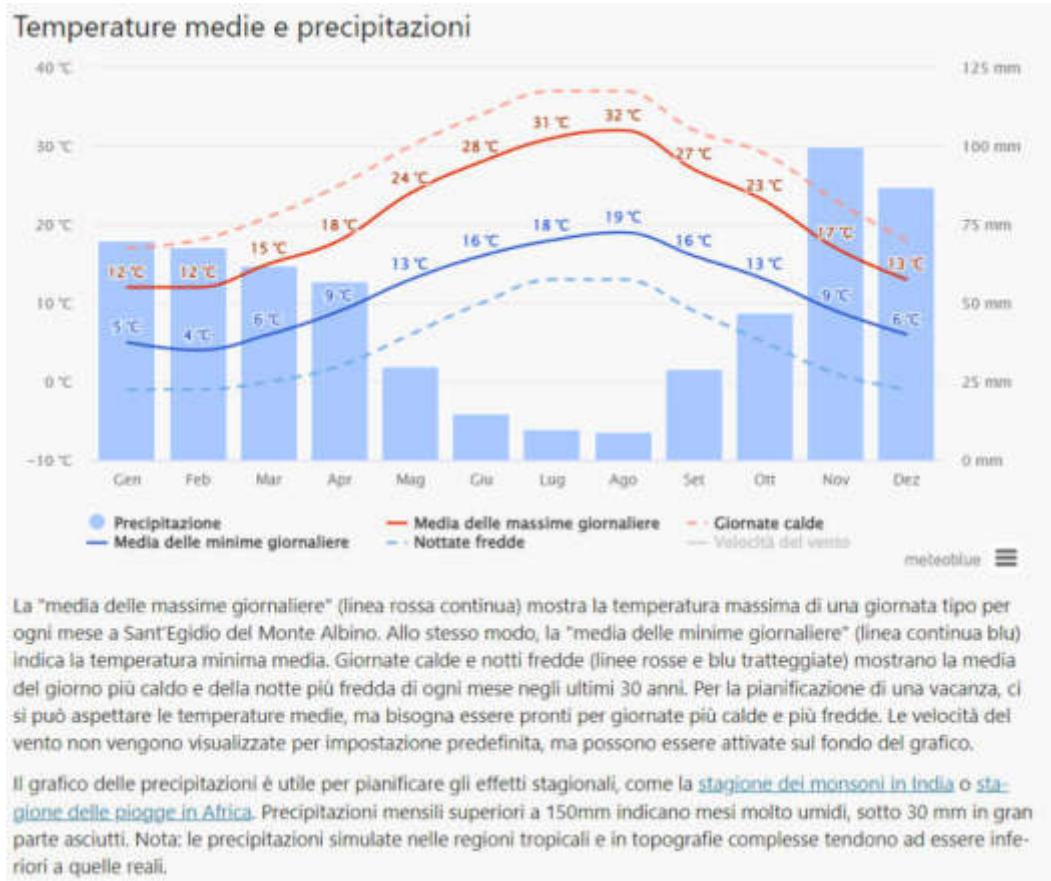 Temperature medie e precipitazioni
40 °C
125 mm
30 °C
100 mm
20 °C
75 mm
10 °C
50 mm
0 °C
25 mm
-10 °C
0 mm
12 °C
12 °C
15 °C
18 °C
24 °C
28 °C
31 °C
32 °C
27 °C
23 °C
17 °C
13 °C
5 °C
4 °C
6 °C
9 °C
13 °C
16 °C
18 °C
19 °C
16 °C
13 °C
9 °C
6 °C
Gen Feb Mar Apr Mag Giu Lug Ago Set Ott Nov Dez
Precipitazione Media delle massime giornaliere Giornate calde
Media delle minime giornaliere Nottate fredde Velocità del vento
meteoblue
La "media delle massime giornaliere" (linea rossa continua) mostra la temperatura massima di una giornata tipo per
ogni mese a Sant'Egidio del Monte Albino. Allo stesso modo, la "media delle minime giornaliere" (linea continua blu)
indica la temperatura minima media. Giornate calde e notti fredde (linee rosse e blu tratteggiate) mostrano la media
del giorno più caldo e della notte più fredda di ogni mese negli ultimi 30 anni. Per la pianificazione di una vacanza, ci
si può aspettare le temperature medie, ma bisogna essere pronti per giornate più calde e più fredde. Le velocità del
vento non vengono visualizzate per impostazione predefinita, ma possono essere attivate sul fondo del grafico.
Il grafico delle precipitazioni è utile per pianificare gli effetti stagionali, come la stagione dei monsoni in India o sta-
gione delle piogge in Africa. Precipitazioni mensili superiori a 150mm indicano mesi molto umidi, sotto 30 mm in gran
parte asciutti. Nota: le precipitazioni simulate nelle regioni tropicali e in topografie complesse tendono ad essere infe-
riori a quelle reali.